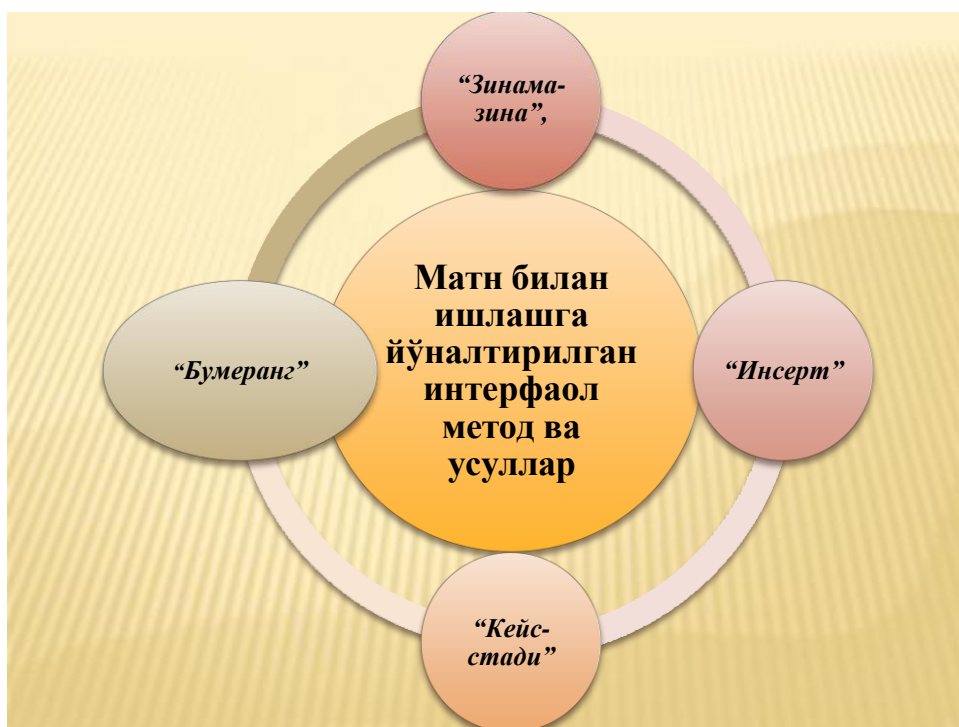 “Зинама-
зина”,
Матн билан
ишлашга
йўналтирилган
интерфаол
метод ва
усуллар
“Бумеранг”
“Инсерт”
“Кейс-
стади”